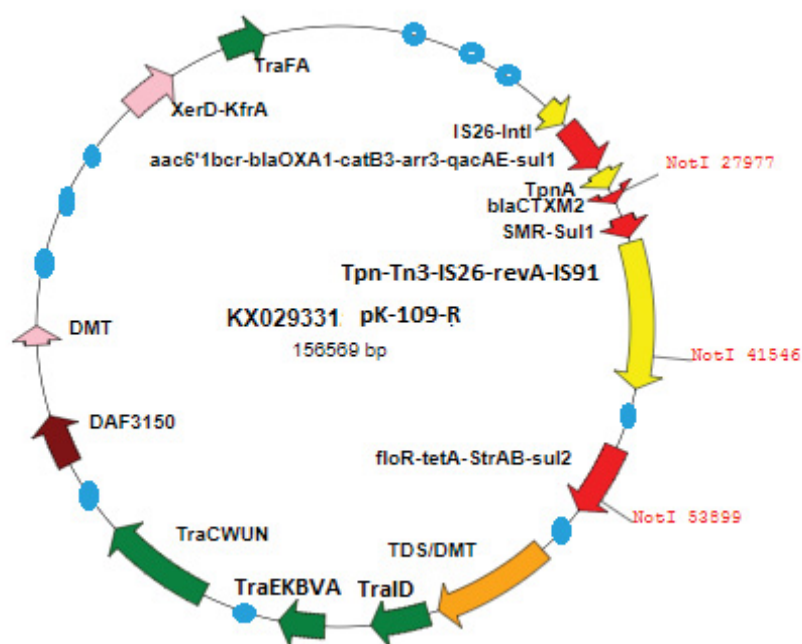 TraFA
XerD-KfrA
IS26-IntI
aac6'1bcr-blaOXA1-catB3-arr3-qacAE-sul1
NotI 27977
TpnA
blaCTXM2
SMR-Sul1
Tpn-Tn3-IS26-revA-IS91
KX029331 pK-109-R
156569 bp
DMT
NotI 41546
DAF3150
floR-tetA-StrAB-sul2
NotI 53899
TraCWUN
TDS/DMT
TraEKBVA
TraID